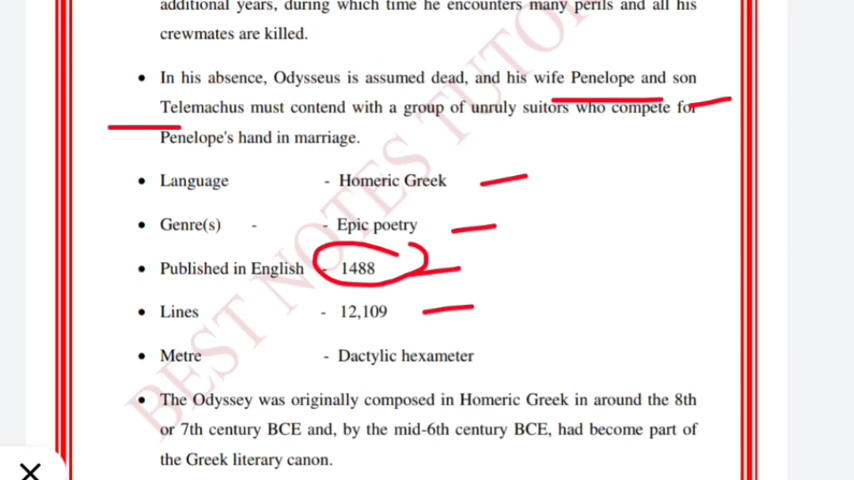 additional years, during which time he encounters many perils and all his
crewmates are killed.
• In his absence, Odysseus is assumed dead, and his wife Penelope and son
Telemachus must contend with a group of unruly suitors who compete for
Penelope's hand in marriage.
• Language - Homeric Greek
• Genre(s) - - Epic poetry
• Published in English - 1488
• Lines - 12,109
• Metre - Dactylic hexameter
• The Odyssey was originally composed in Homeric Greek in around the 8th
or 7th century BCE and, by the mid-6th century BCE, had become part of
the Greek literary canon.
BEST NOTES TUTOR